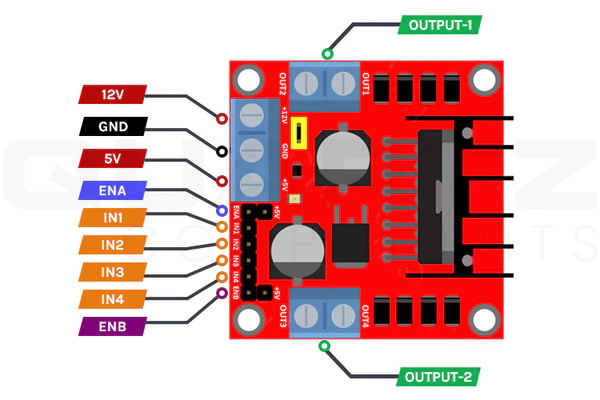 OUTPUT-1
12V
GND
5V
ENA
IN1
IN2
IN3
IN4
ENB
OUTPUT-2
OUT2
OUT1
+12V
GND
+5V
ENA
+5V
IN1
IN2
IN3
IN4
ENB
+5V
OUT3
OUT4